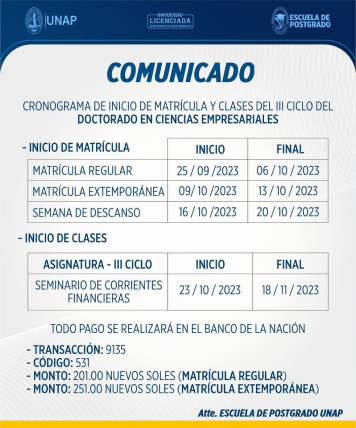 UNAP
UNIVERSIDAD
LICENCIADA
ESCUELA DE
POSTGRADO
COMUNICADO
CRONOGRAMA DE INICIO DE MATRÍCULA Y CLASES DEL III CICLO DEL
DOCTORADO EN CIENCIAS EMPRESARIALES
- INICIO DE MATRÍCULA INICIO FINAL
MATRÍCULA REGULAR 25 / 09 /2023 06 / 10 / 2023
MATRÍCULA EXTEMPORÁNEA 09/ 10 /2023 13 / 10 / 2023
SEMANA DE DESCANSO 16 / 10 /2023 20 / 10 / 2023
- INICIO DE CLASES
ASIGNATURA - III CICLO INICIO FINAL
SEMINARIO DE CORRIENTES
FINANCIERAS 23 / 10 / 2023 18 / 11 / 2023
TODO PAGO SE REALIZARÁ EN EL BANCO DE LA NACIÓN
- TRANSACCIÓN: 9135
- CÓDIGO: 531
- MONTO: 201.00 NUEVOS SOLES (MATRÍCULA REGULAR)
- MONTO: 251.00 NUEVOS SOLES (MATRÍCULA EXTEMPORÁNEA)
Atte. ESCUELA DE POSTGRADO UNAP